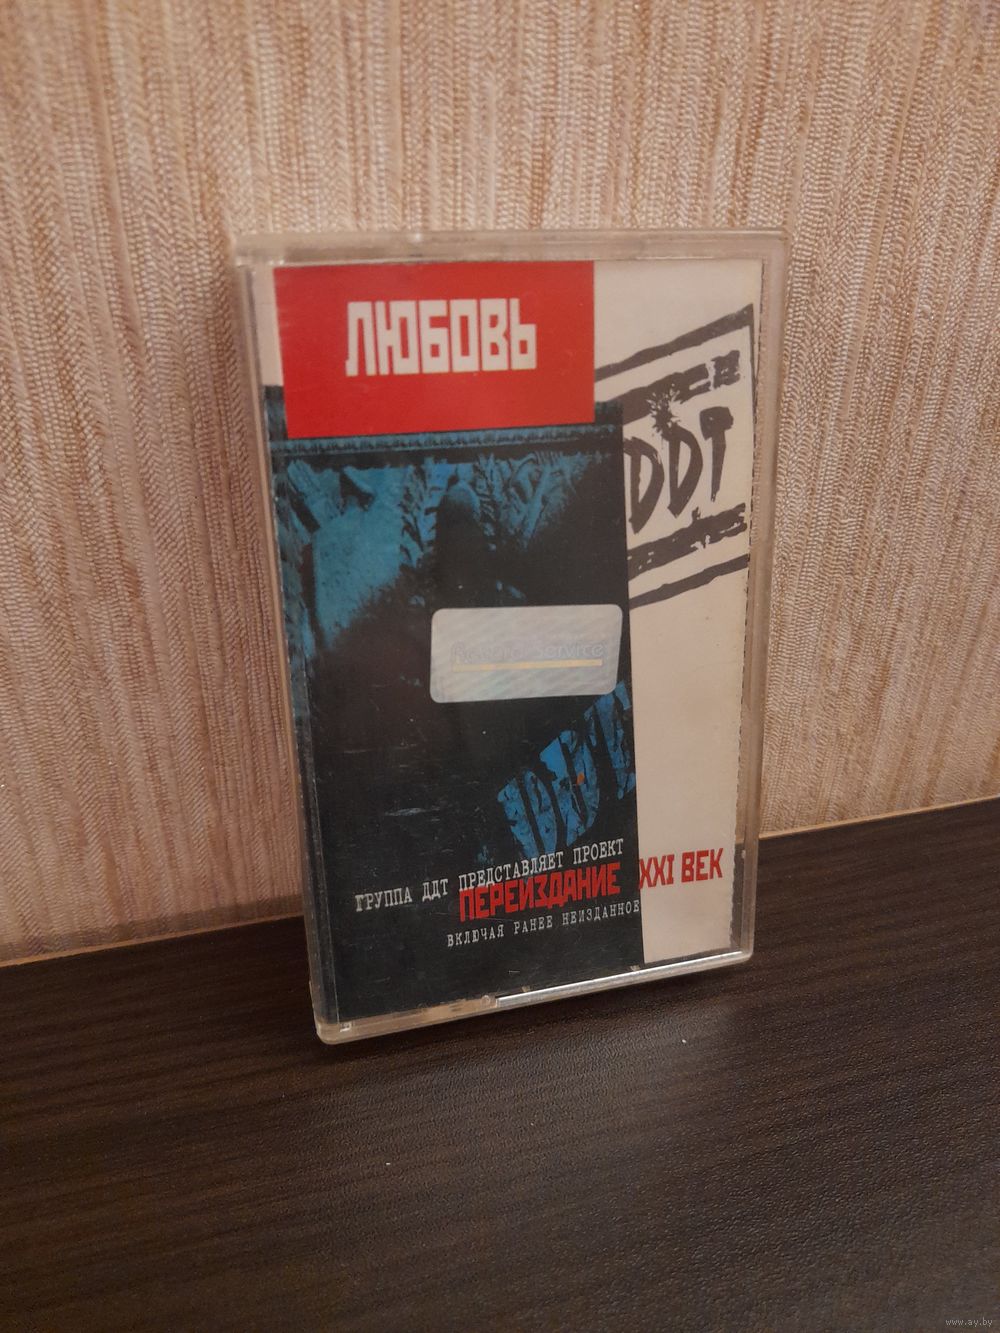 ЛЮБОВЬ
DDT
Record Service
ГРУППА ДДТ ПРЕДСТАВЛЯЕТ ПРОЕКТ
ПЕРЕИЗДАНИЕ XXI ВЕК
ВКЛЮЧАЯ РАНЕЕ НЕИЗДАННОЕ
www.ay.by